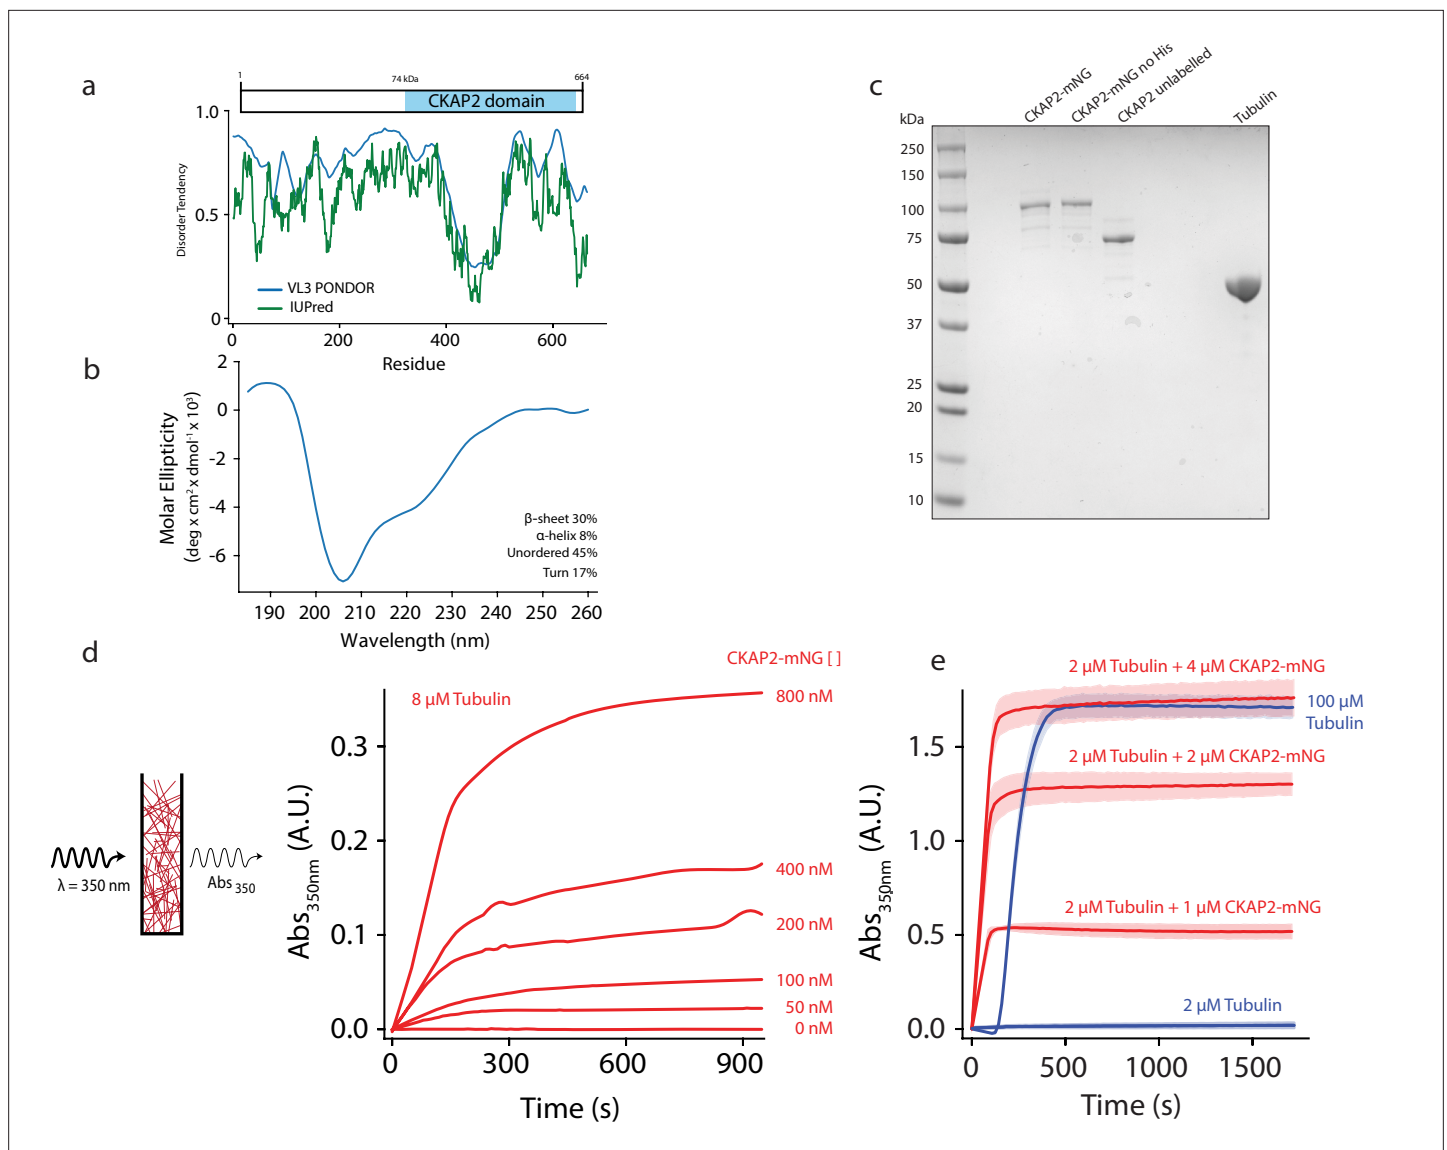 a
1
74 kDa
664
CKAP2 domain
1.0
0.5
0
Disorder Tendency
VL3 PONDOR
IUPred
0 200 400 600
Residue
b
2
0
-2
-4
-6
Molar Ellipticity
(deg x cm² x dmol⁻¹ x 10³)
β-sheet 30%
α-helix 8%
Unordered 45%
Turn 17%
190 200 210 220 230 240 250 260
Wavelength (nm)
c
kDa
CKAP2-mNG
CKAP2-mNG no His
CKAP2 unlabelled
Tubulin
250
150
100
75
50
37
25
20
15
10
d
λ = 350 nm
Abs 350
CKAP2-mNG [ ]
8 µM Tubulin
800 nM
400 nM
200 nM
100 nM
50 nM
0 nM
0.3
0.2
0.1
0.0
Abs350nm (A.U.)
0 300 600 900
Time (s)
e
2 µM Tubulin + 4 µM CKAP2-mNG
100 µM
Tubulin
2 µM Tubulin + 2 µM CKAP2-mNG
2 µM Tubulin + 1 µM CKAP2-mNG
2 µM Tubulin
1.5
1.0
0.5
0.0
Abs350nm (A.U.)
0 500 1000 1500
Time (s)